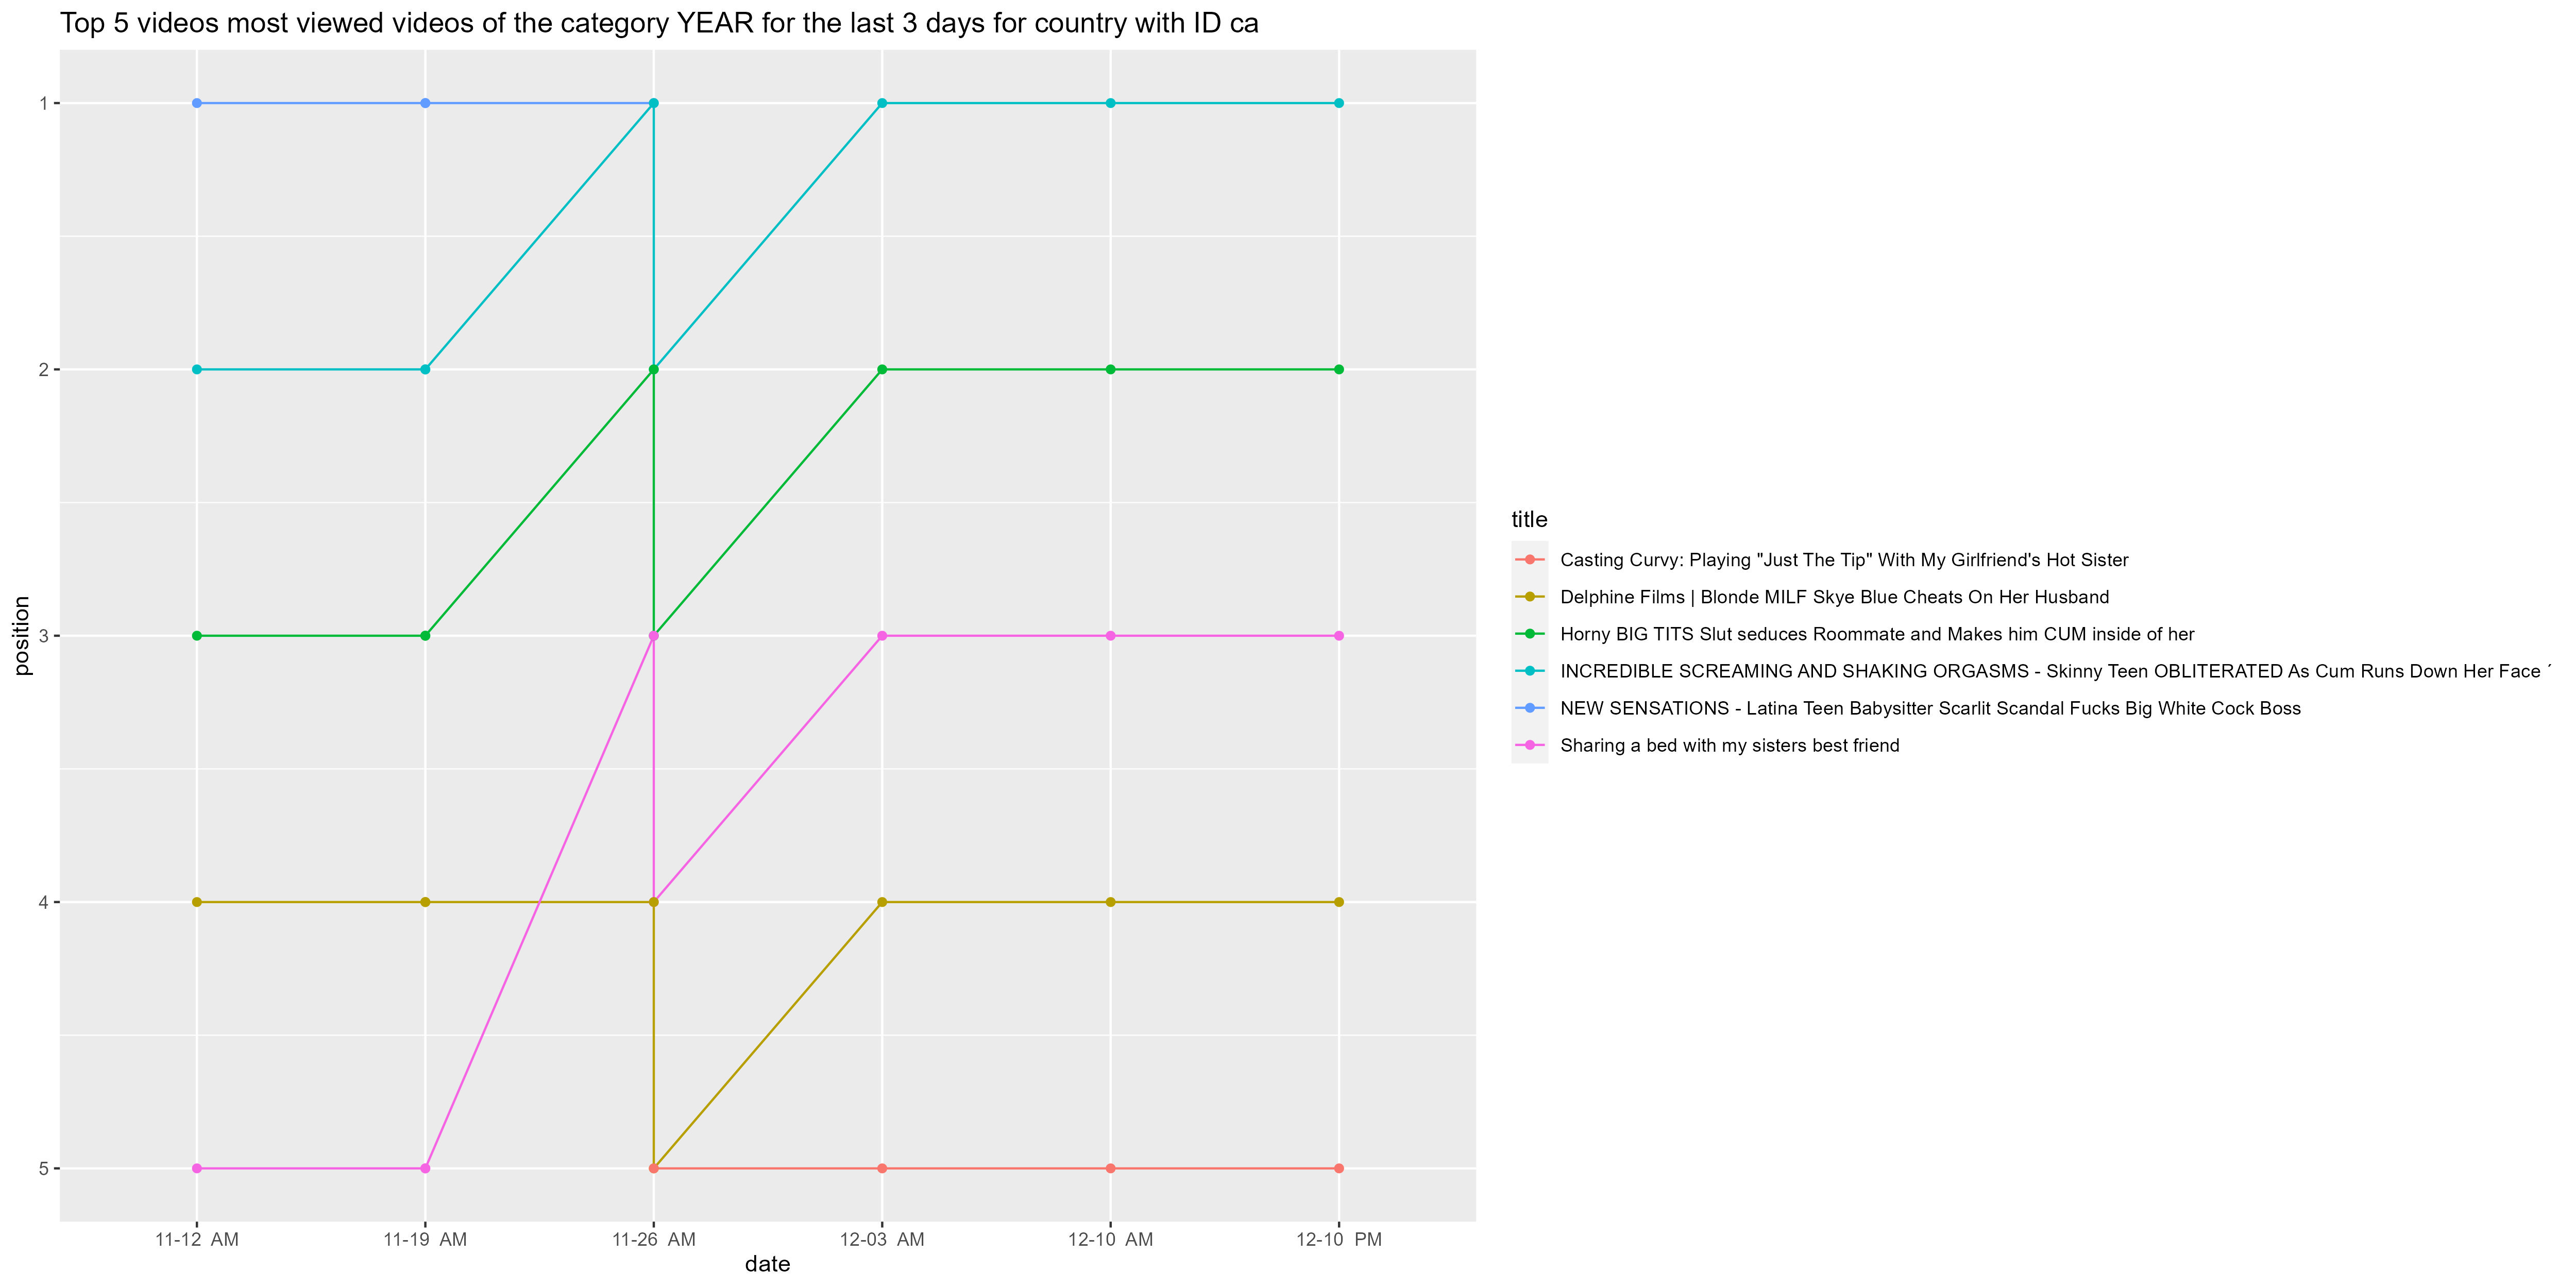 Top 5 videos most viewed videos of the category YEAR for the last 3 days for country with ID ca
position
1
2
3
4
5
11-12 AM
11-19 AM
11-26 AM
12-03 AM
12-10 AM
12-10 PM
date
title
Casting Curvy: Playing "Just The Tip" With My Girlfriend's Hot Sister
Delphine Films | Blonde MILF Skye Blue Cheats On Her Husband
Horny BIG TITS Slut seduces Roommate and Makes him CUM inside of her
INCREDIBLE SCREAMING AND SHAKING ORGASMS - Skinny Teen OBLITERATED As Cum Runs Down Her Face
NEW SENSATIONS - Latina Teen Babysitter Scarlit Scandal Fucks Big White Cock Boss
Sharing a bed with my sisters best friend